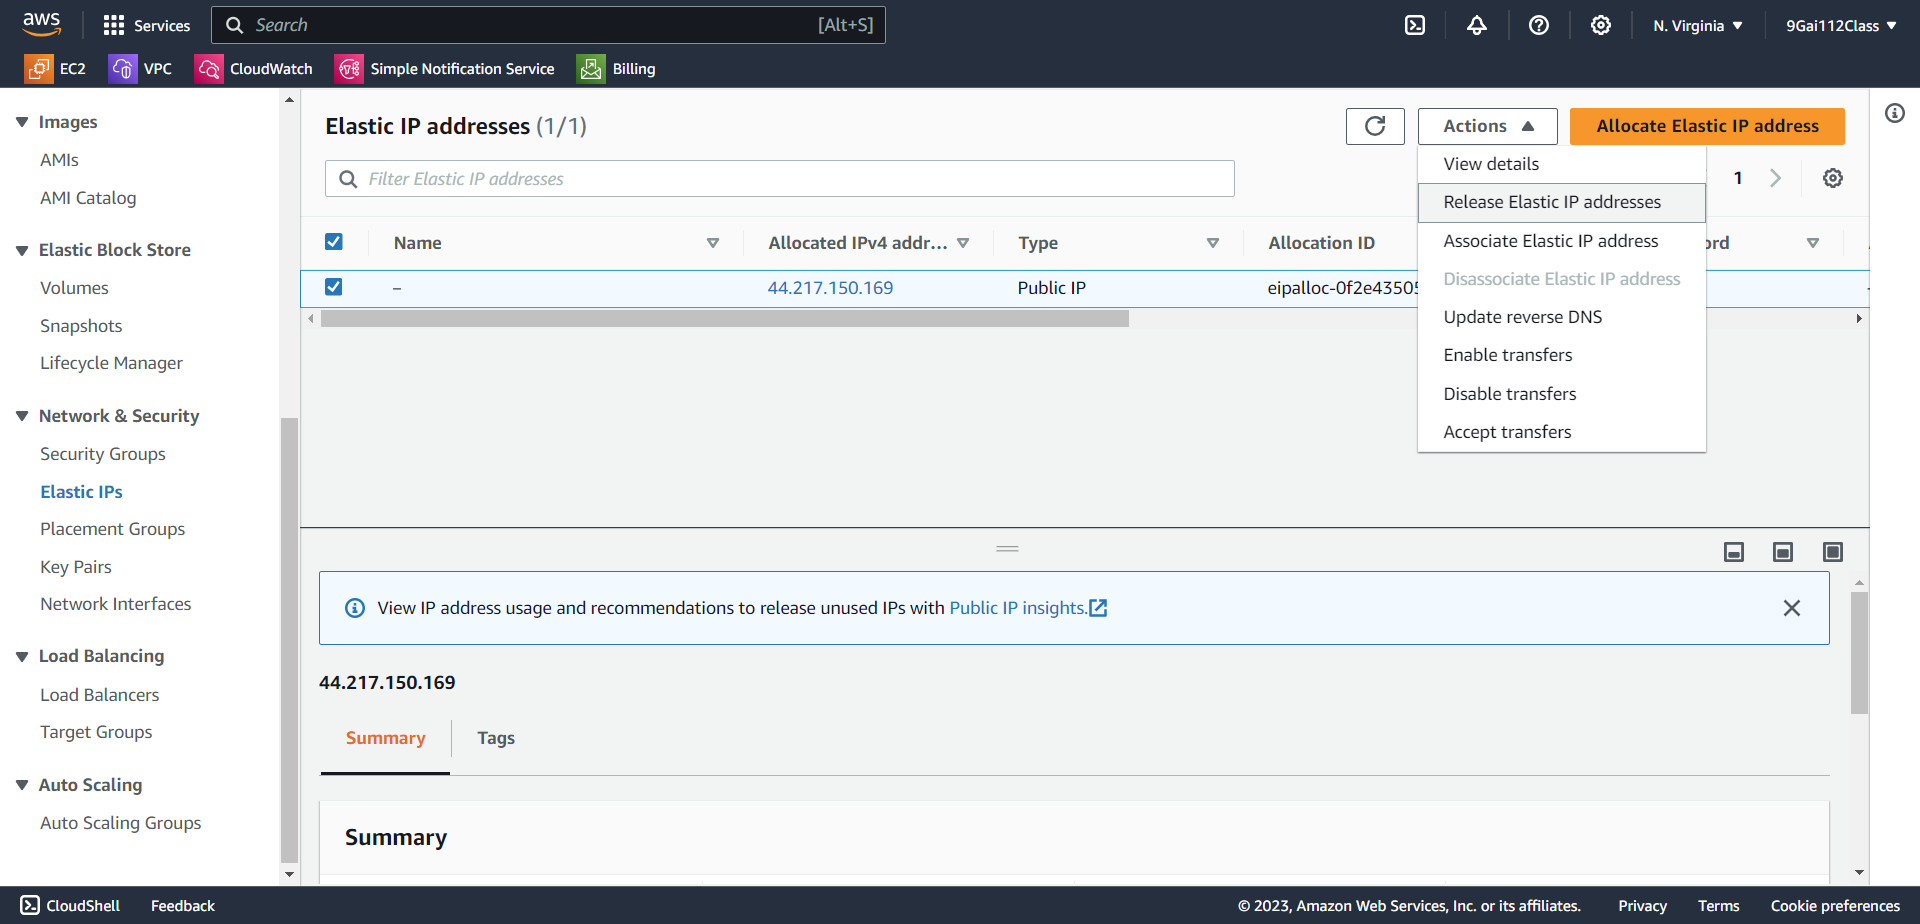 aws
Services
Search
[Alt+S]
N. Virginia
9Gai112Class
EC2
VPC
CloudWatch
Simple Notification Service
Billing
Images
AMIs
AMI Catalog
Elastic Block Store
Volumes
Snapshots
Lifecycle Manager
Network & Security
Security Groups
Elastic IPs
Placement Groups
Key Pairs
Network Interfaces
Load Balancing
Load Balancers
Target Groups
Auto Scaling
Auto Scaling Groups
Elastic IP addresses (1/1)
Actions
Allocate Elastic IP address
Filter Elastic IP addresses
1
View details
Release Elastic IP addresses
Associate Elastic IP address
Disassociate Elastic IP address
Update reverse DNS
Enable transfers
Disable transfers
Accept transfers
Name
Allocated IPv4 addr...
Type
Allocation ID
ord
–
44.217.150.169
Public IP
eipalloc-0f2e43505
View IP address usage and recommendations to release unused IPs with Public IP insights.
44.217.150.169
Summary
Tags
Summary
CloudShell
Feedback
© 2023, Amazon Web Services, Inc. or its affiliates.
Privacy
Terms
Cookie preferences